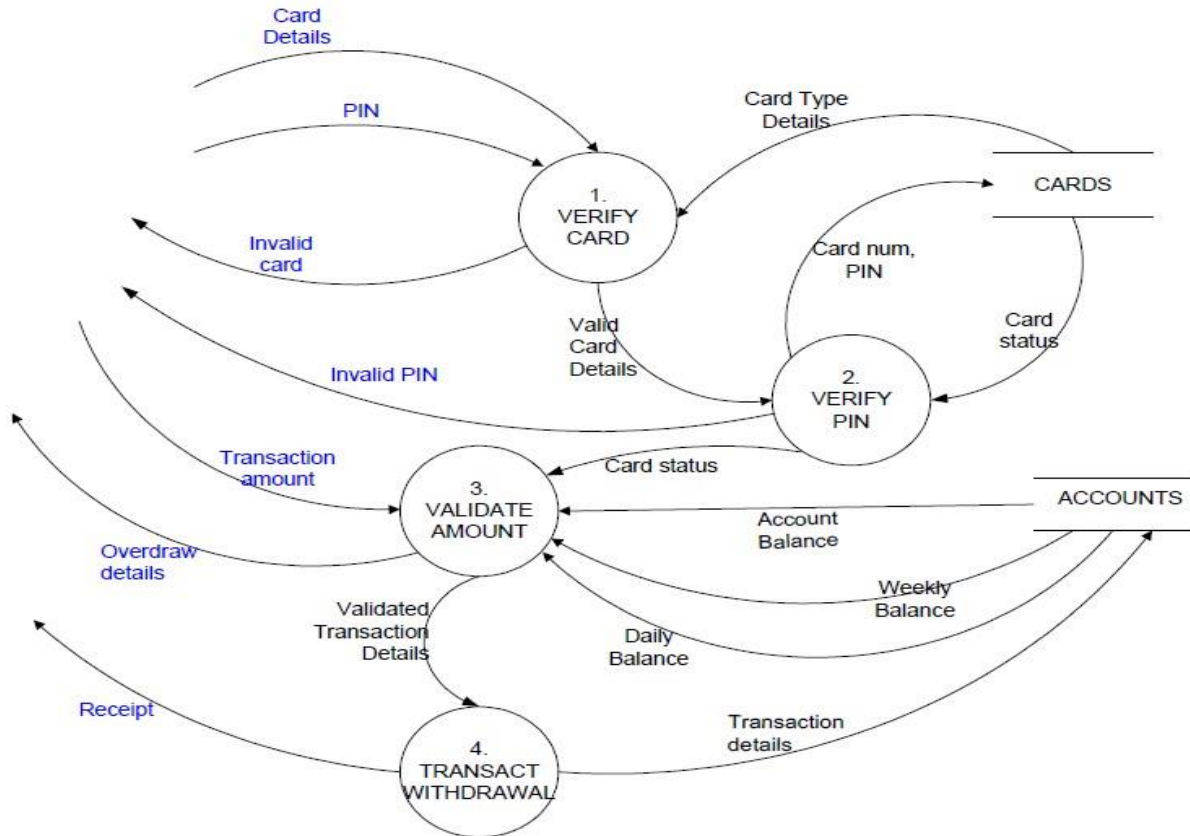 Card
Details
PIN
Card Type
Details
1.
VERIFY
CARD
CARDS
Invalid
card
Card num,
PIN
Valid
Card
Details
Card
status
Invalid PIN
2.
VERIFY
PIN
Transaction
amount
Card status
3.
VALIDATE
AMOUNT
ACCOUNTS
Account
Balance
Overdraw
details
Weekly
Balance
Validated
Transaction
Details
Daily
Balance
Receipt
Transaction
details
4.
TRANSACT
WITHDRAWAL